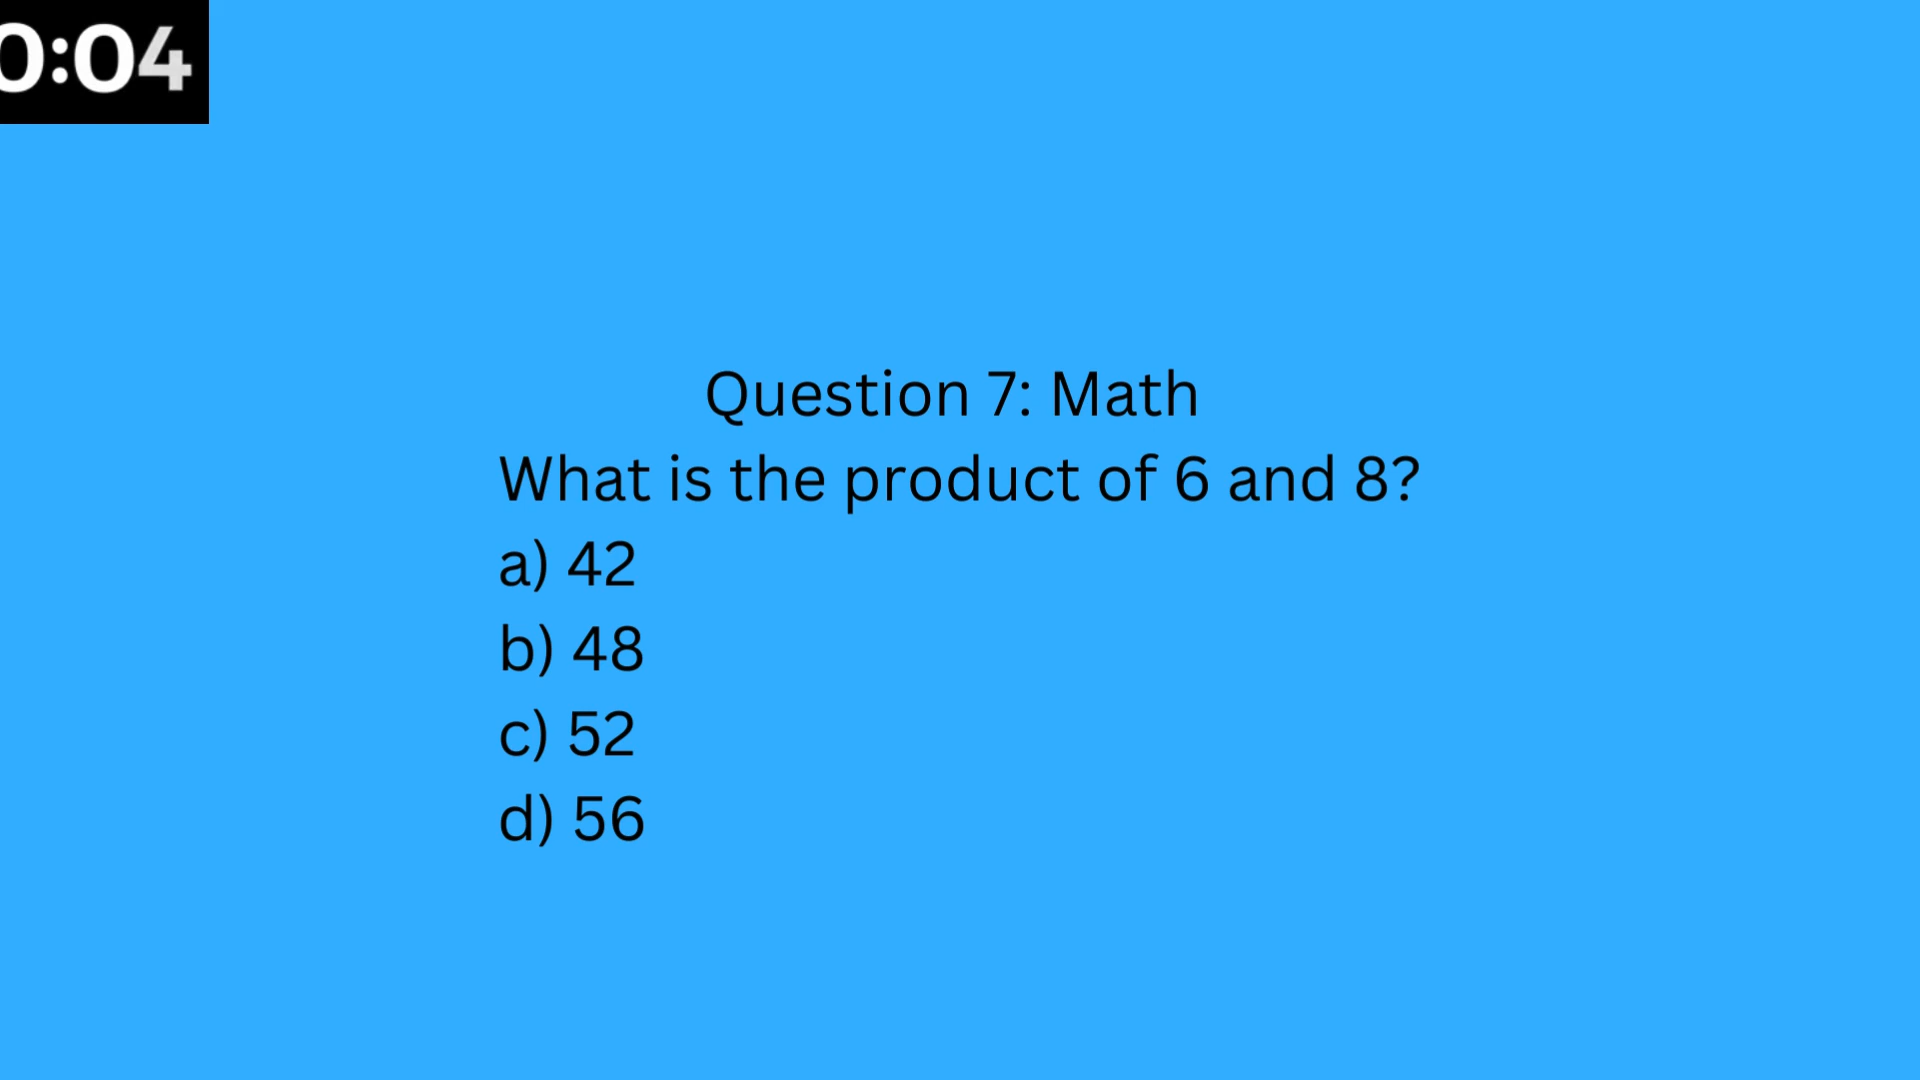 0:04
Question 7: Math
What is the product of 6 and 8?
a) 42
b) 48
c) 52
d) 56